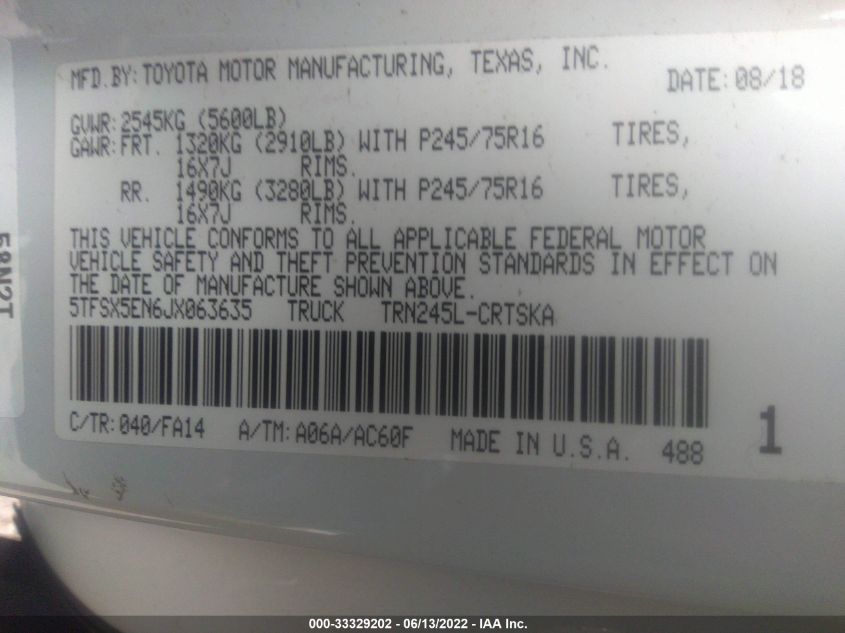 MFD.BY: TOYOTA MOTOR MANUFACTURING, TEXAS, INC. DATE: 08/18
GVWR: 2545KG (5600LB)
GAWR: FRT. 1320KG (2910LB) WITH P245/75R16 TIRES,
16X7J RIMS.
RR. 1490KG (3280LB) WITH P245/75R16 TIRES,
16X7J RIMS.
THIS VEHICLE CONFORMS TO ALL APPLICABLE FEDERAL MOTOR
VEHICLE SAFETY AND THEFT PREVENTION STANDARDS IN EFFECT ON
THE DATE OF MANUFACTURE SHOWN ABOVE.
5TFSX5EN6JX063635 TRUCK TRN245L-CRTSKA
C/TR: 040/FA14 A/TM: A06A/AC60F MADE IN U.S.A. 488 1
000-33329202 - 06/13/2022 - IAA Inc.